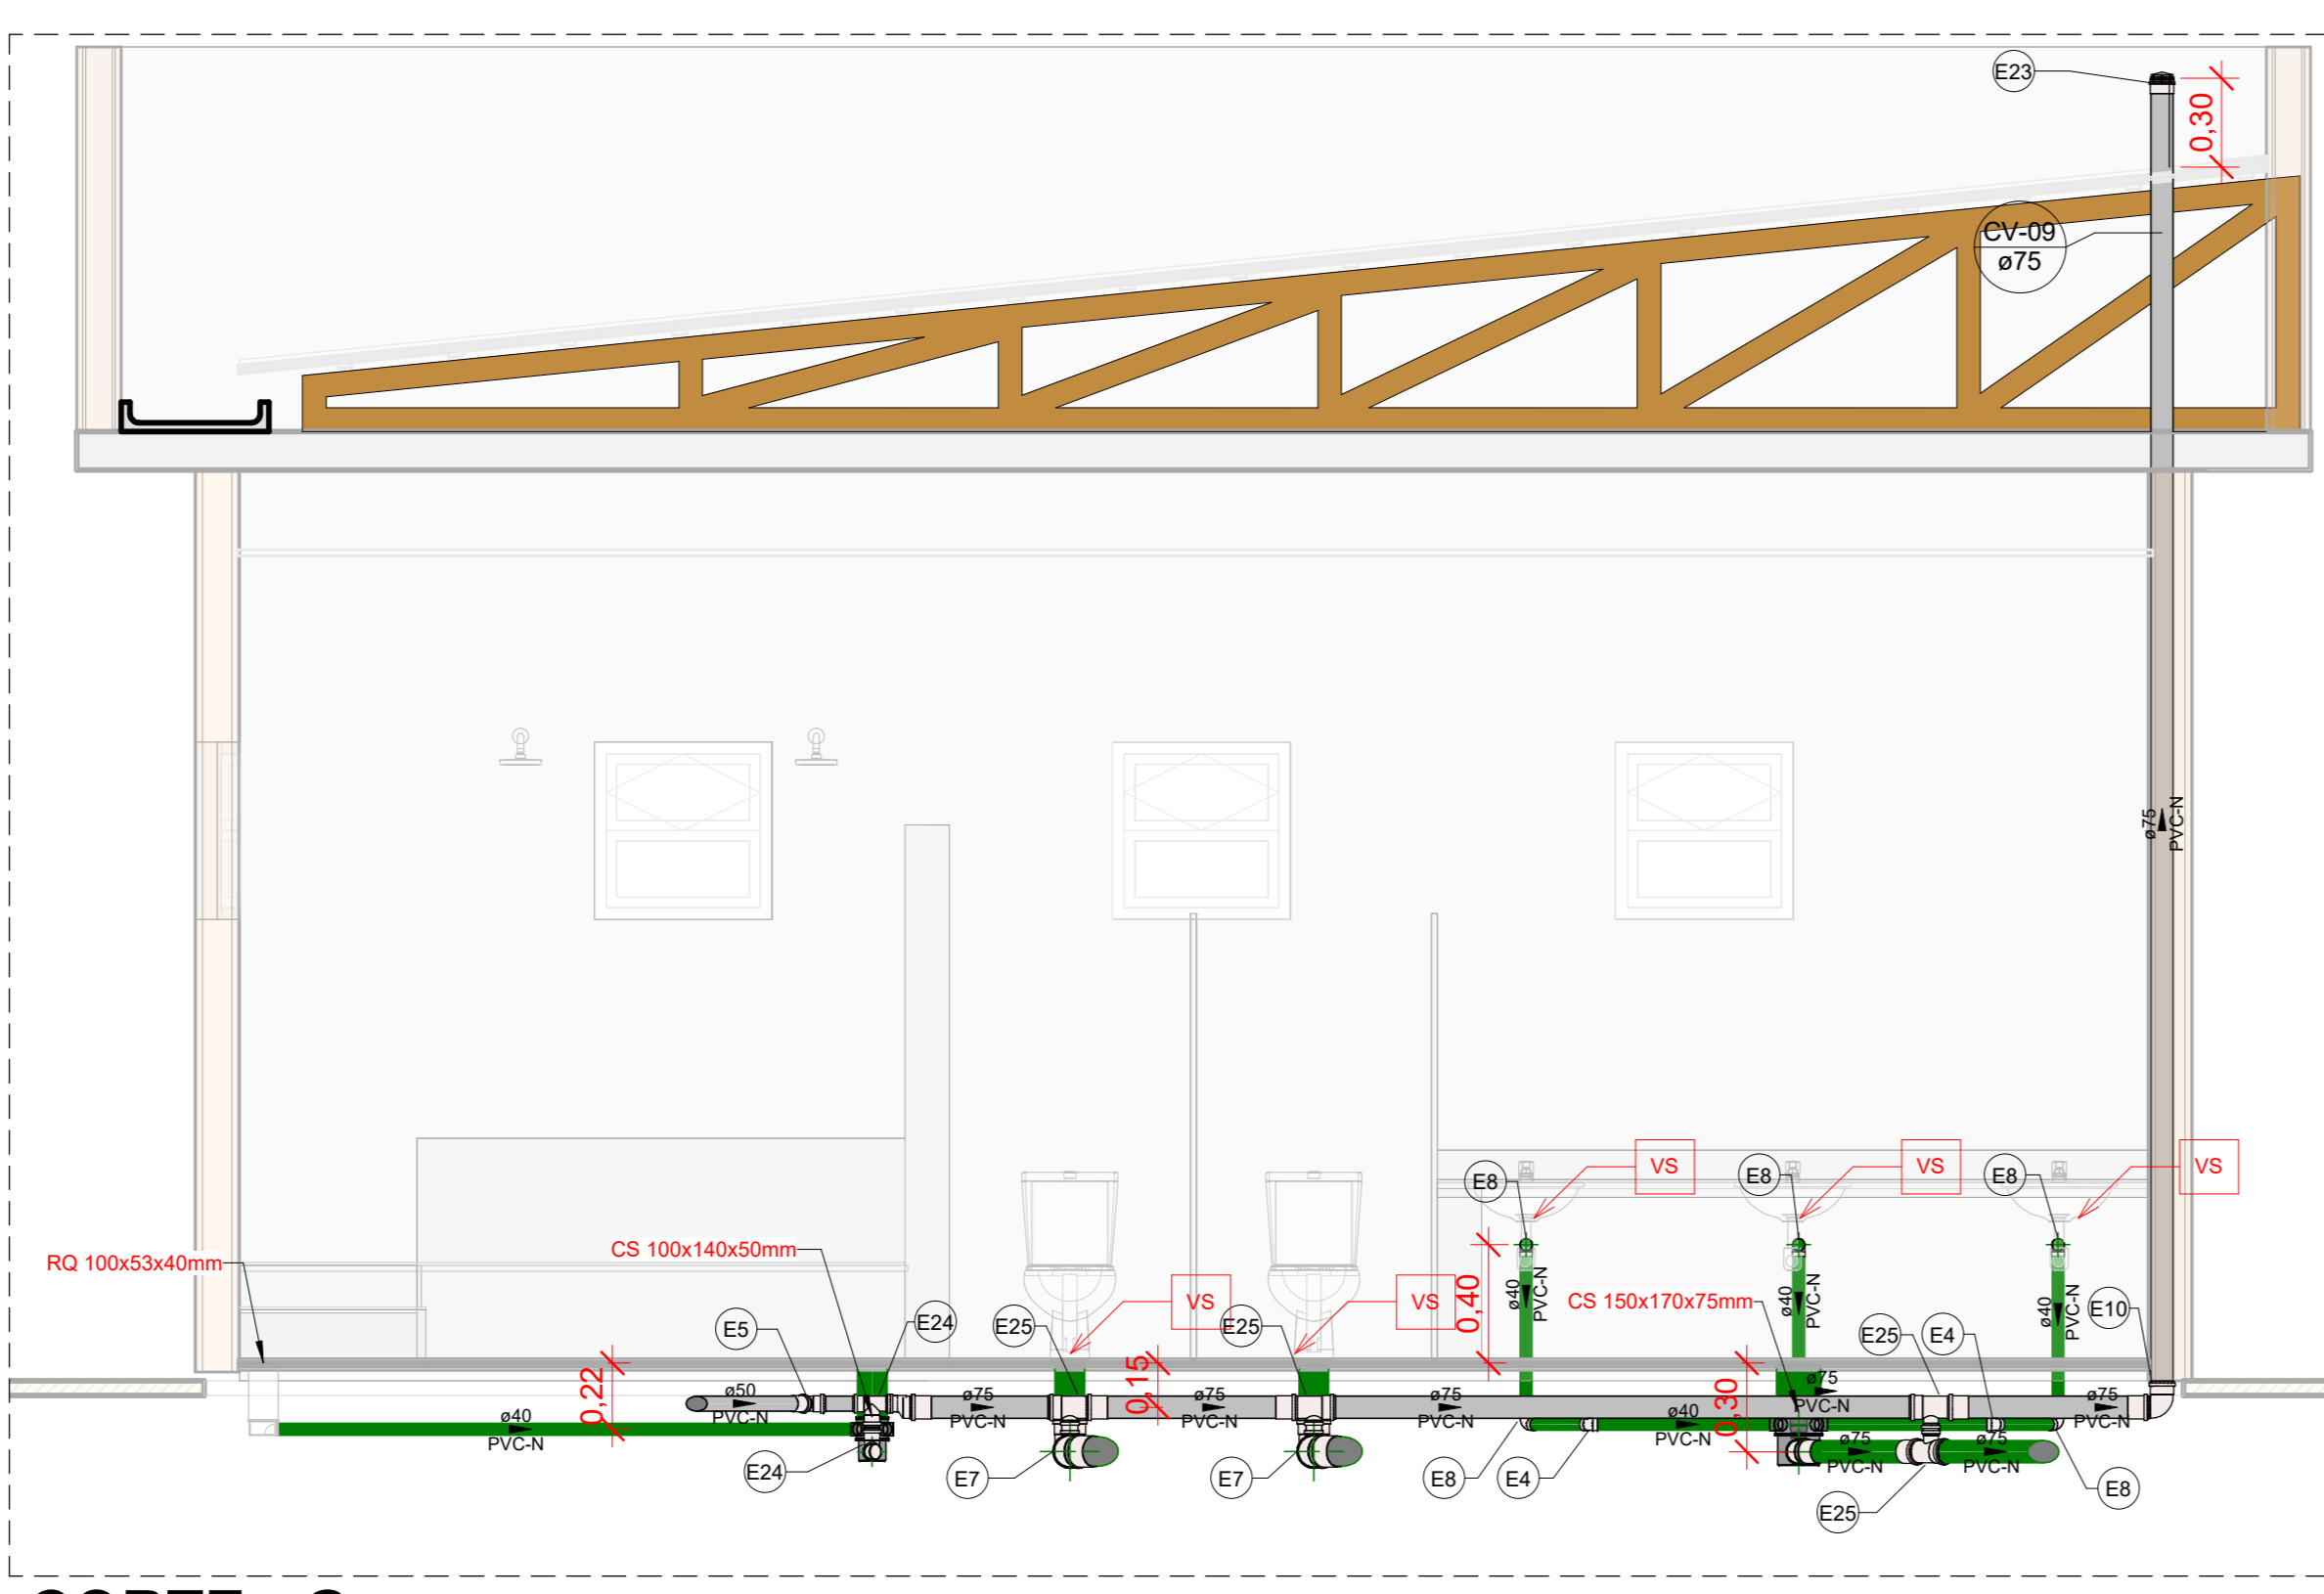 E23
0,30
CV-09
ø75
ø75
PVC-N
E8
VS
E8
VS
E8
VS
RQ 100x53x40mm
CS 100x140x50mm
E5
E24
E25
VS
E25
VS
0,40
ø40
PVC-N
CS 150x170x75mm
ø40
PVC-N
E25
E4
ø40
PVC-N
E10
0,22
ø50
PVC-N
ø75
PVC-N
0,15
ø75
PVC-N
ø75
PVC-N
0,30
ø75
PVC-N
ø75
PVC-N
ø40
PVC-N
ø40
PVC-N
ø75
PVC-N
ø75
PVC-N
E24
E7
E7
E8
E4
E25
E8